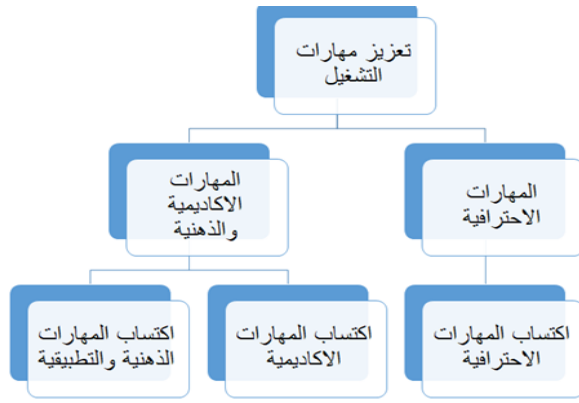 تعزيز مهارات
التشغيل
المهارات
الاحترافية
المهارات
الاكاديمية
والذهنية
اكتساب المهارات
الاحترافية
اكتساب المهارات
الاكاديمية
اكتساب المهارات
الذهنية والتطبيقية